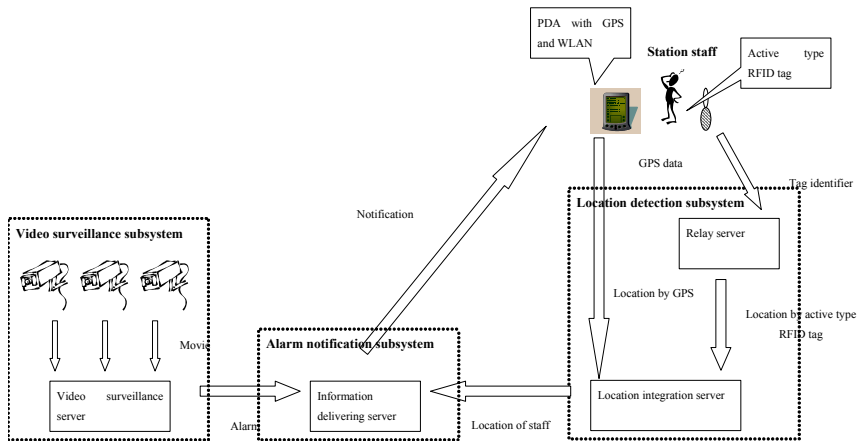 PDA with GPS
and WLAN
Station staff
Active type
RFID tag
GPS data
Tag identifier
Notification
Location detection subsystem
Video surveillance subsystem
Relay server
Location by GPS
Location by active type
RFID tag
Movie
Alarm notification subsystem
Video surveillance
server
Information
delivering server
Location integration server
Alarm
Location of staff